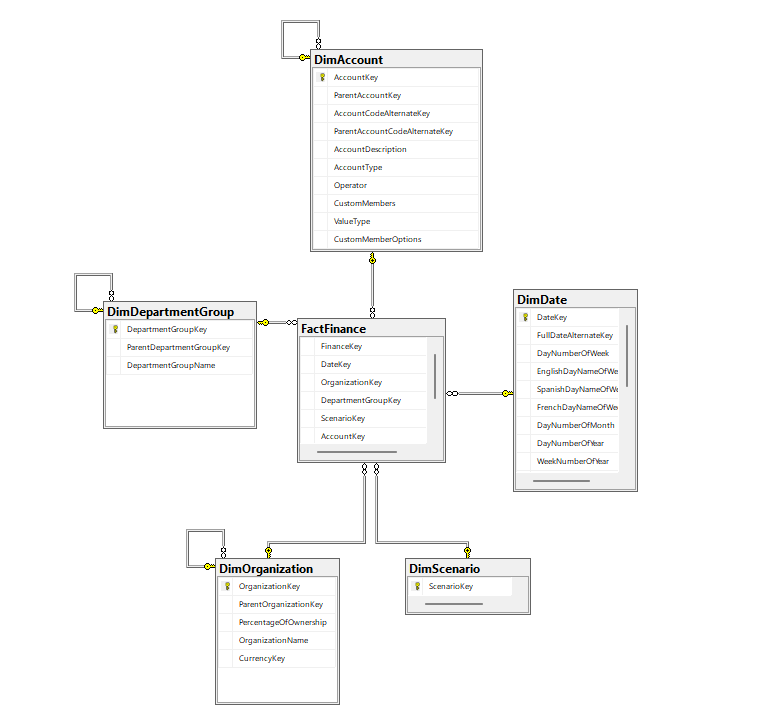 DimAccount
AccountKey
ParentAccountKey
AccountCodeAlternateKey
ParentAccountCodeAlternateKey
AccountDescription
AccountType
Operator
CustomMembers
ValueType
CustomMemberOptions
DimDepartmentGroup
DepartmentGroupKey
ParentDepartmentGroupKey
DepartmentGroupName
FactFinance
FinanceKey
DateKey
OrganizationKey
DepartmentGroupKey
ScenarioKey
AccountKey
DimDate
DateKey
FullDateAlternateKey
DayNumberOfWeek
EnglishDayNameOfWe
SpanishDayNameOfWe
FrenchDayNameOfWe
DayNumberOfMonth
DayNumberOfYear
WeekNumberOfYear
DimOrganization
OrganizationKey
ParentOrganizationKey
PercentageOfOwnership
OrganizationName
CurrencyKey
DimScenario
ScenarioKey